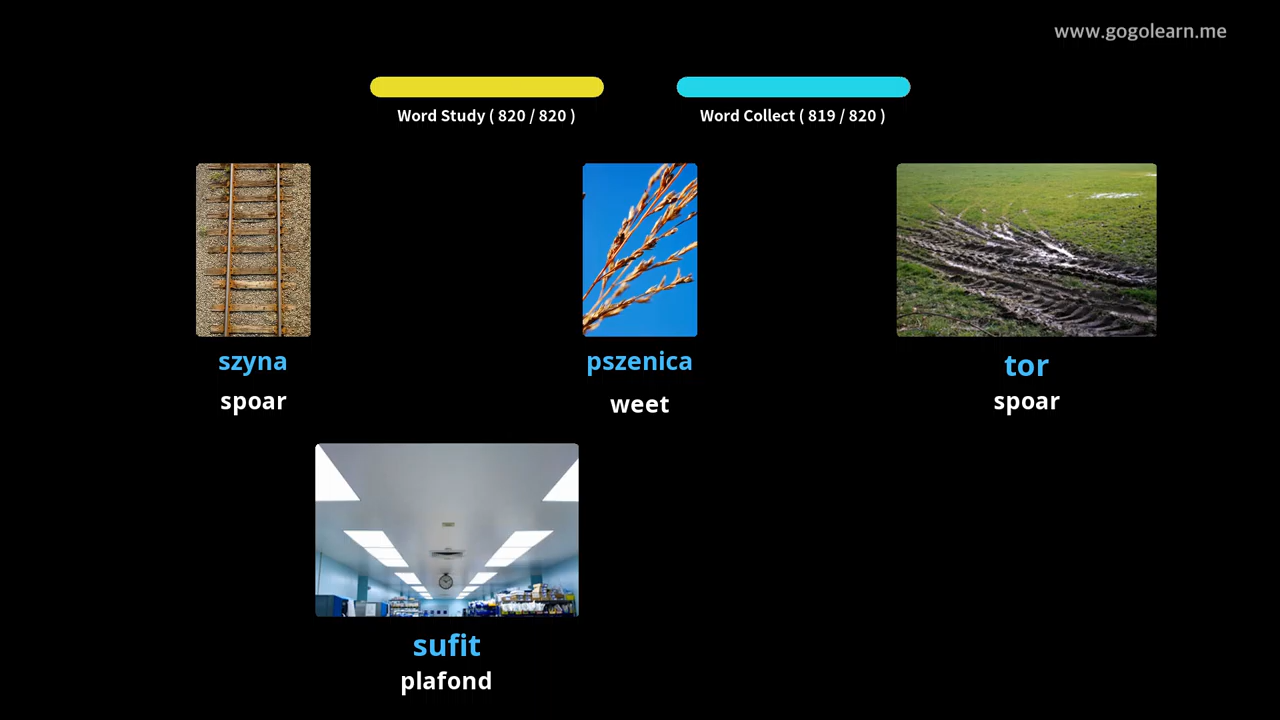 www.gogolearn.me
Word Study ( 820 / 820 )
Word Collect ( 819 / 820 )
szyna
spoar
pszenica
weet
tor
spoar
sufit
plafond